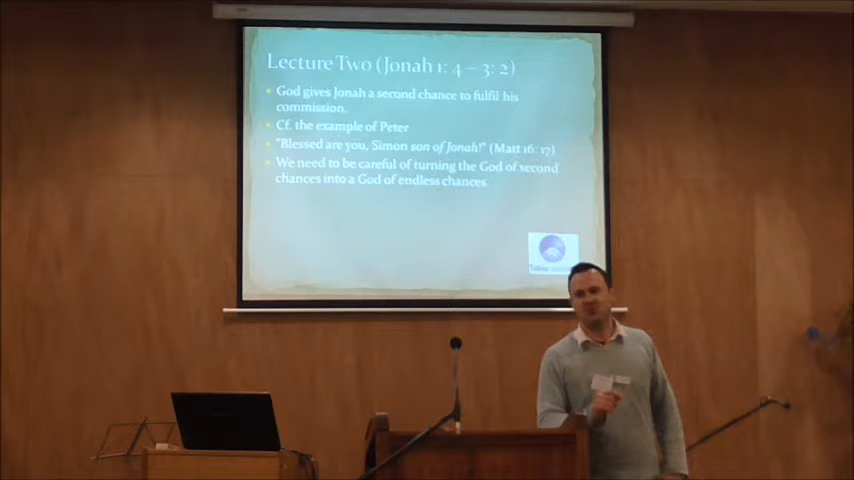 Lecture Two (Jonah 1: 4 – 3: 2)
God gives Jonah a second chance to fulfil his
commission.
Cf. the example of Peter
"Blessed are you, Simon son of Jonah!" (Matt 16: 17)
We need to be careful of turning the God of second
chances into a God of endless chances